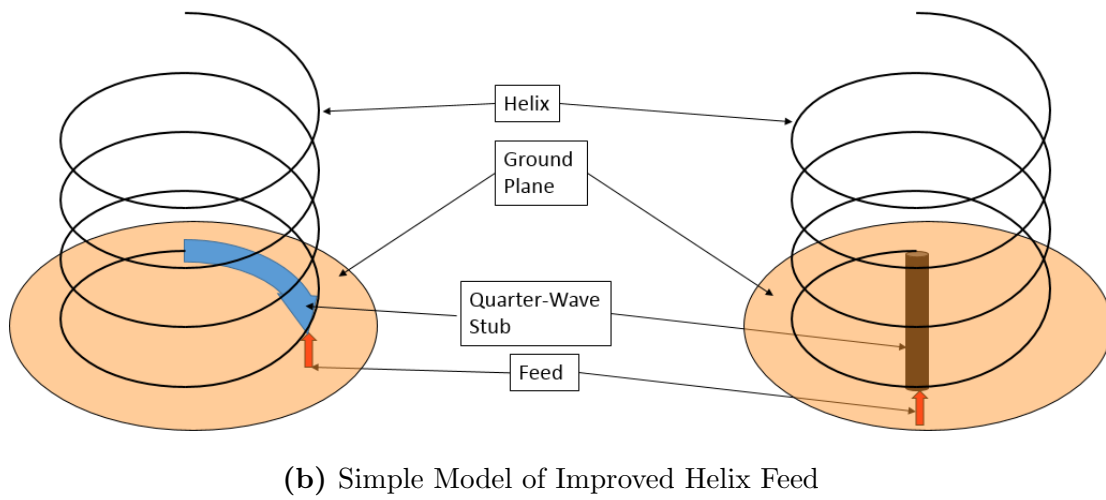 Helix
Ground
Plane
Quarter-Wave
Stub
Feed
(b) Simple Model of Improved Helix Feed